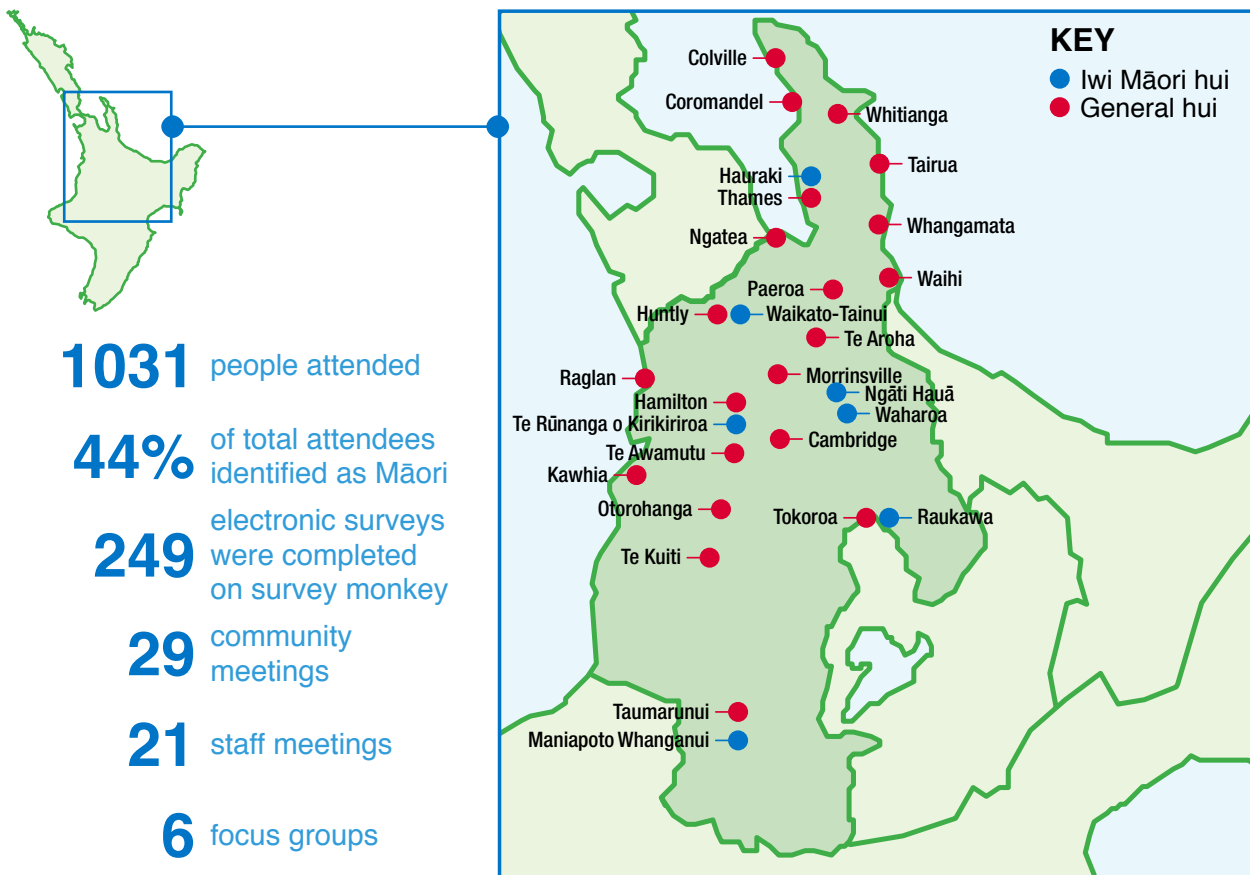 1031 people attended
44% of total attendees
identified as Māori
249 electronic surveys
were completed
on survey monkey
29 community
meetings
21 staff meetings
6 focus groups
KEY
Iwi Māori hui
General hui
Colville
Coromandel
Whitianga
Tairua
Hauraki
Thames
Whangamata
Ngatea
Waihi
Paeroa
Huntly
Waikato-Tainui
Te Aroha
Raglan
Morrinsville
Ngāti Hauā
Hamilton
Waharoa
Te Rūnanga o Kirikiriroa
Cambridge
Te Awamutu
Kawhia
Otorohanga
Tokoroa
Raukawa
Te Kuiti
Taumarunui
Maniapoto Whanganui